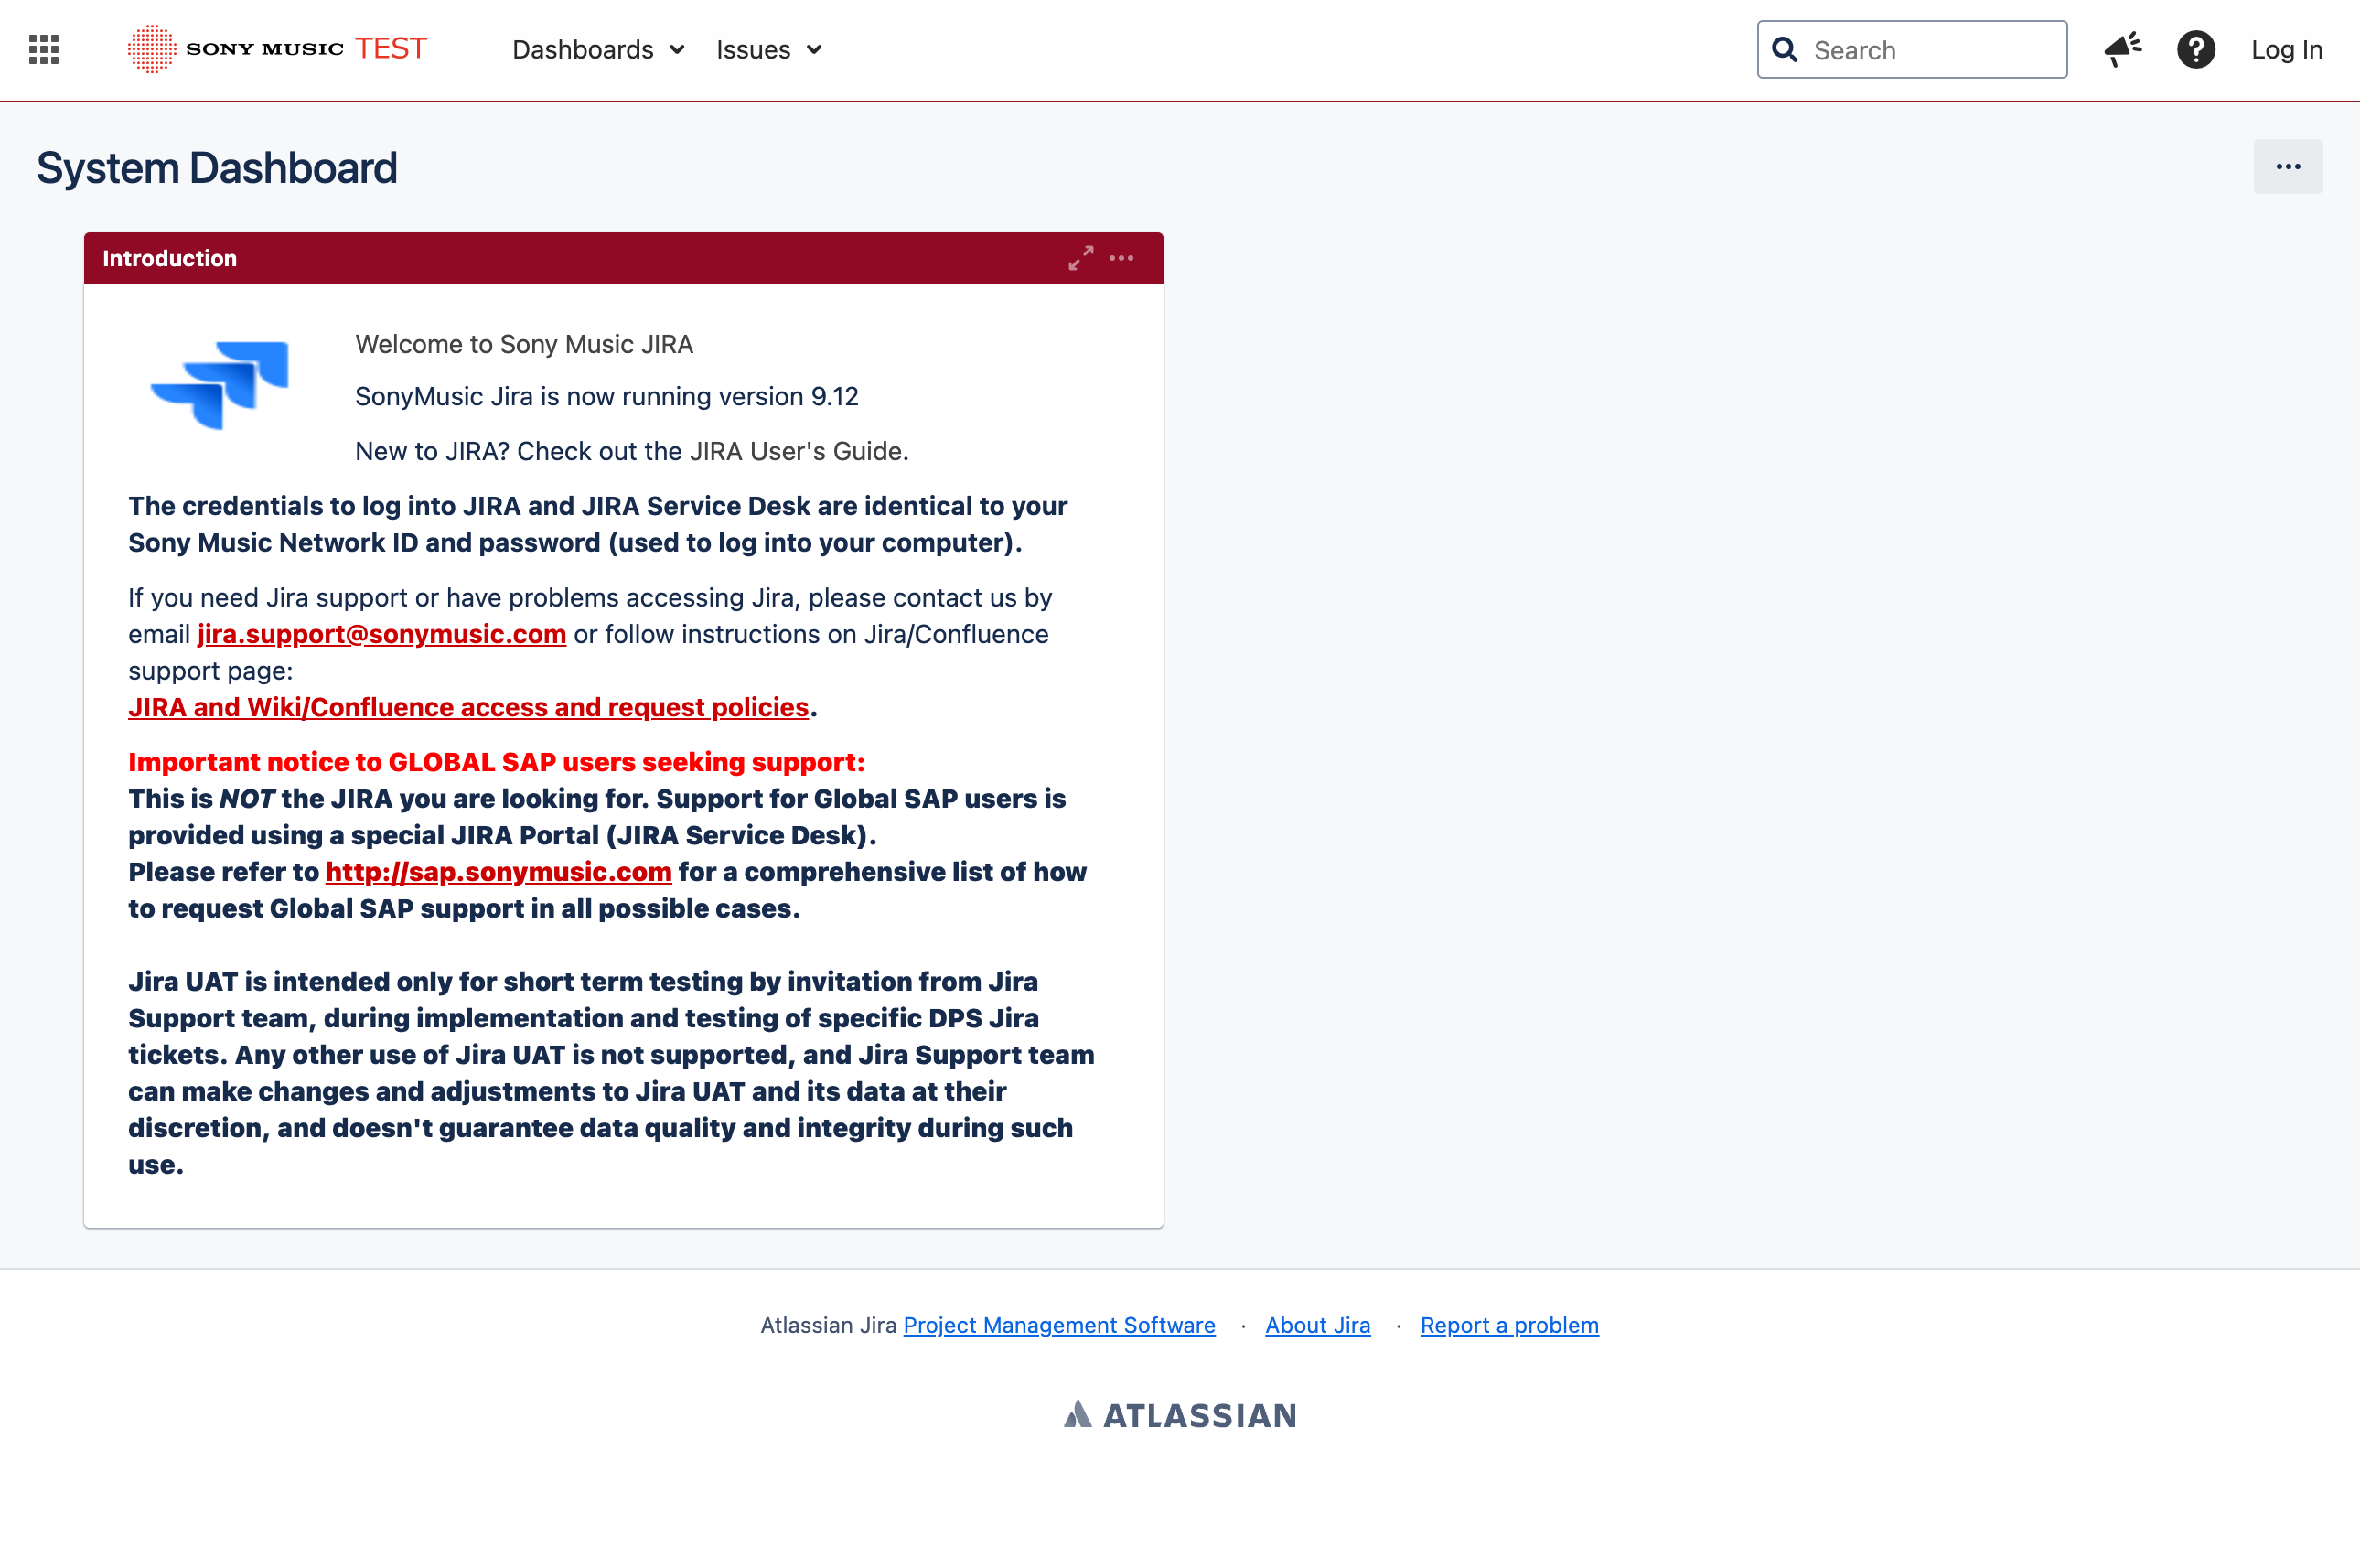 SONY MUSIC TEST
Dashboards
Issues
Search
Log In
System Dashboard
Introduction
Welcome to Sony Music JIRA
SonyMusic Jira is now running version 9.12
New to JIRA? Check out the JIRA User's Guide.
The credentials to log into JIRA and JIRA Service Desk are identical to your
Sony Music Network ID and password (used to log into your computer).
If you need Jira support or have problems accessing Jira, please contact us by
email jira.support@sonymusic.com or follow instructions on Jira/Confluence
support page:
JIRA and Wiki/Confluence access and request policies.
Important notice to GLOBAL SAP users seeking support:
This is NOT the JIRA you are looking for. Support for Global SAP users is
provided using a special JIRA Portal (JIRA Service Desk).
Please refer to http://sap.sonymusic.com for a comprehensive list of how
to request Global SAP support in all possible cases.
Jira UAT is intended only for short term testing by invitation from Jira
Support team, during implementation and testing of specific DPS Jira
tickets. Any other use of Jira UAT is not supported, and Jira Support team
can make changes and adjustments to Jira UAT and its data at their
discretion, and doesn't guarantee data quality and integrity during such
use.
Atlassian Jira Project Management Software · About Jira · Report a problem
ATLASSIAN